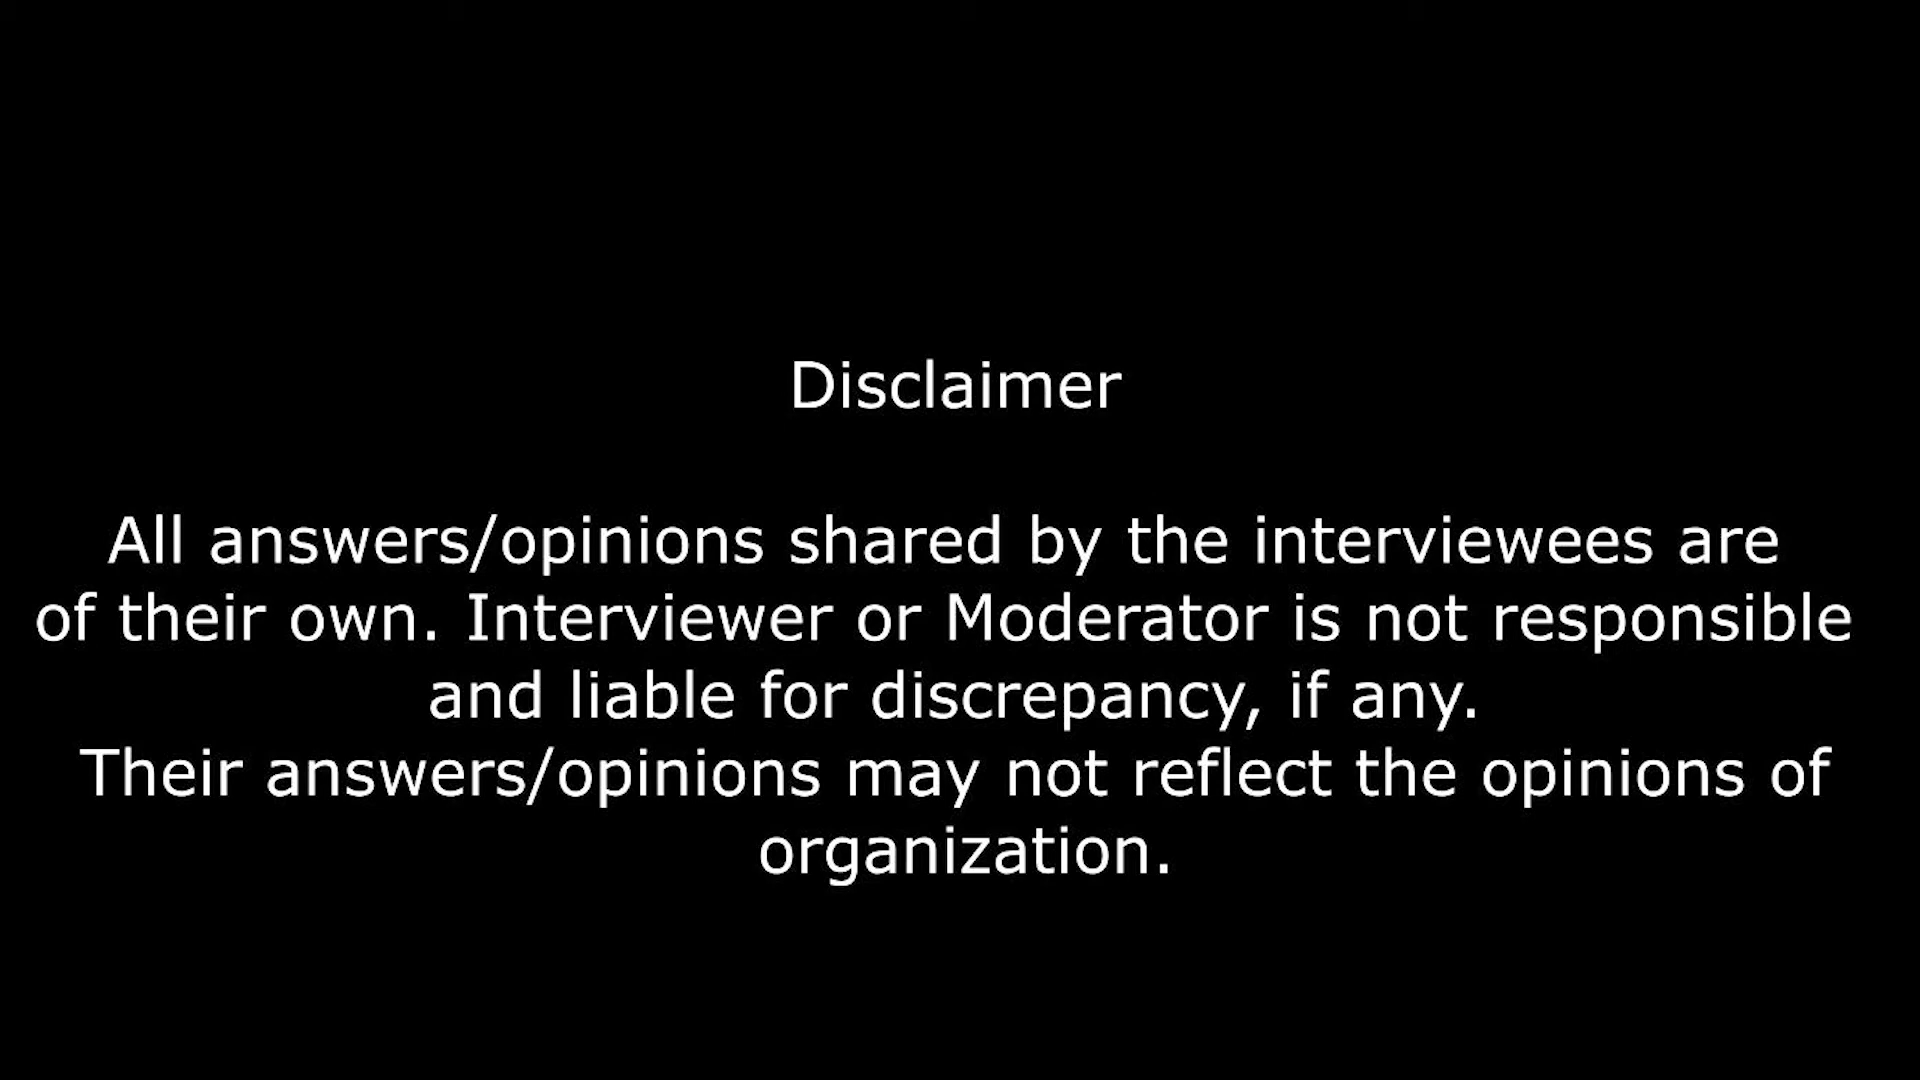 Disclaimer
All answers/opinions shared by the interviewees are
of their own. Interviewer or Moderator is not responsible
and liable for discrepancy, if any.
Their answers/opinions may not reflect the opinions of
organization.